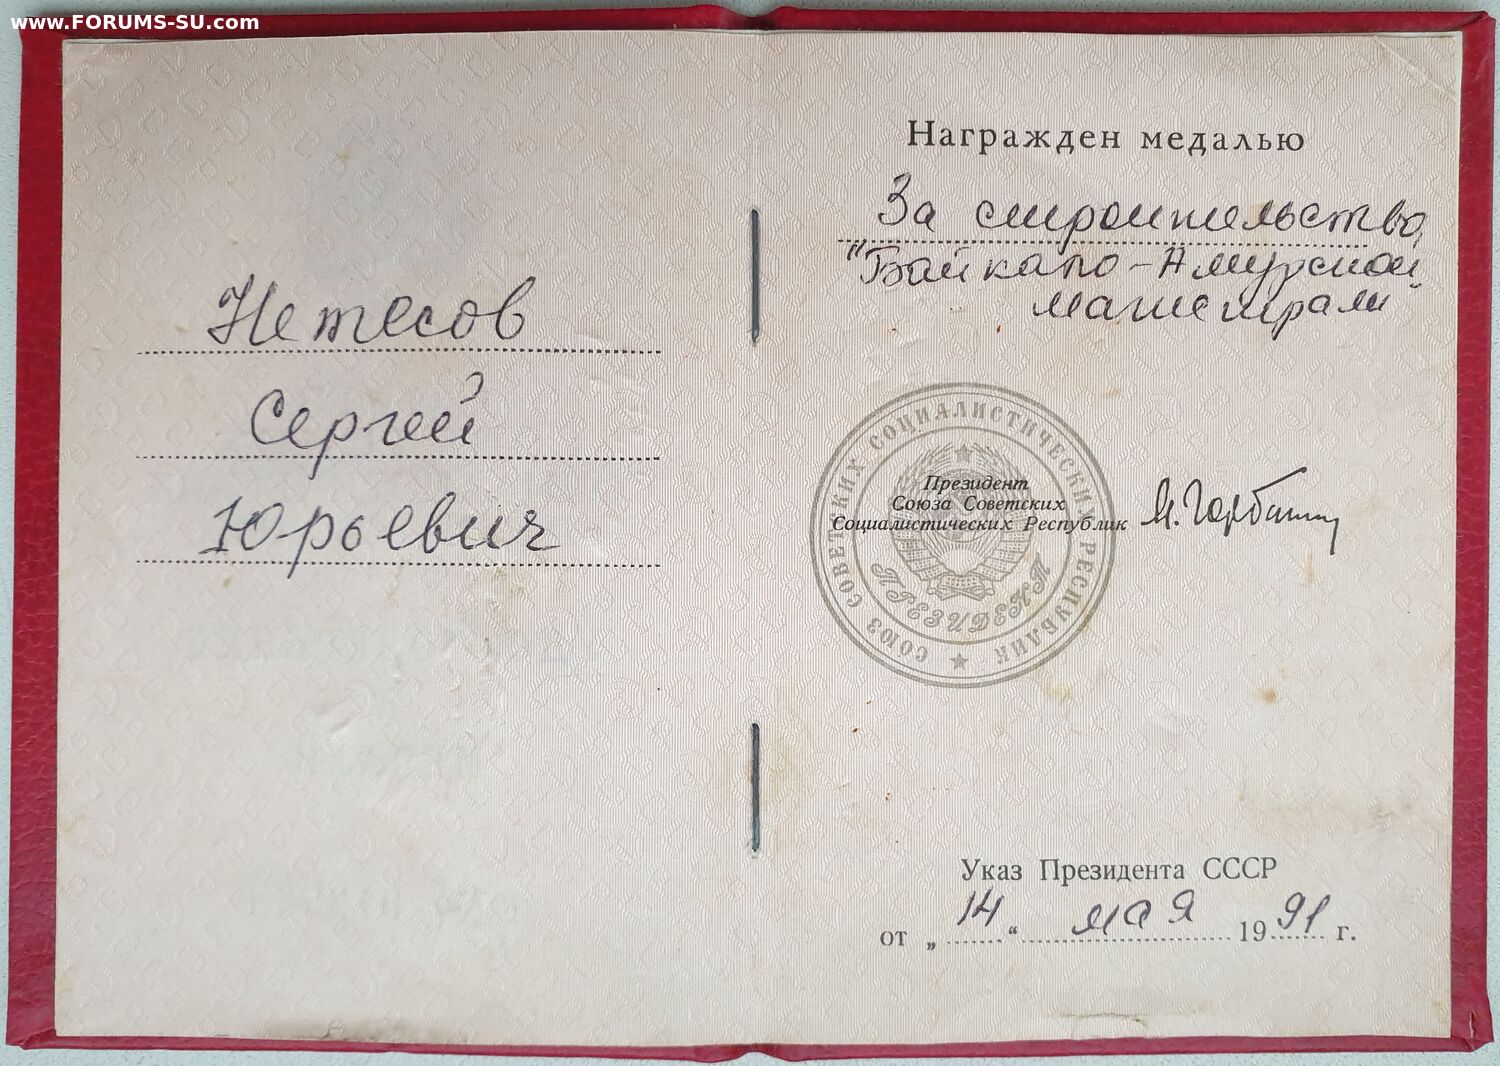 www.FORUMS-SU.com
Нетесов
Сергей
Юрьевич
Награжден медалью
За строительство
"Байкало-Амурской
магистрали"
СОЮЗ СОВЕТСКИХ СОЦИАЛИСТИЧЕСКИХ РЕСПУБЛИК
ПРЕЗИДЕНТ
Президент
Союза Советских
Социалистических Республик
М. Горбачев
Указ Президента СССР
от „14“ мая 1991 г.